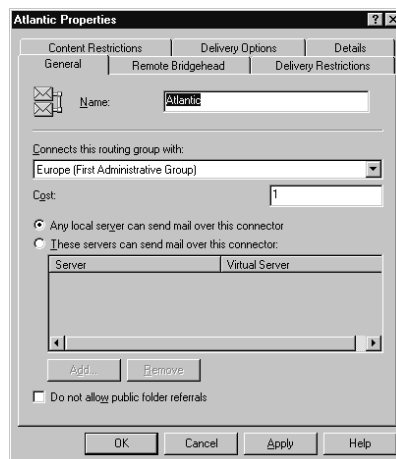 Atlantic Properties
Content Restrictions Delivery Options Details
General Remote Bridgehead Delivery Restrictions
Name: Atlantic
Connects this routing group with:
Europe (First Administrative Group)
Cost: 1
Any local server can send mail over this connector
These servers can send mail over this connector:
Server Virtual Server
Add... Remove
Do not allow public folder referrals
OK Cancel Apply Help